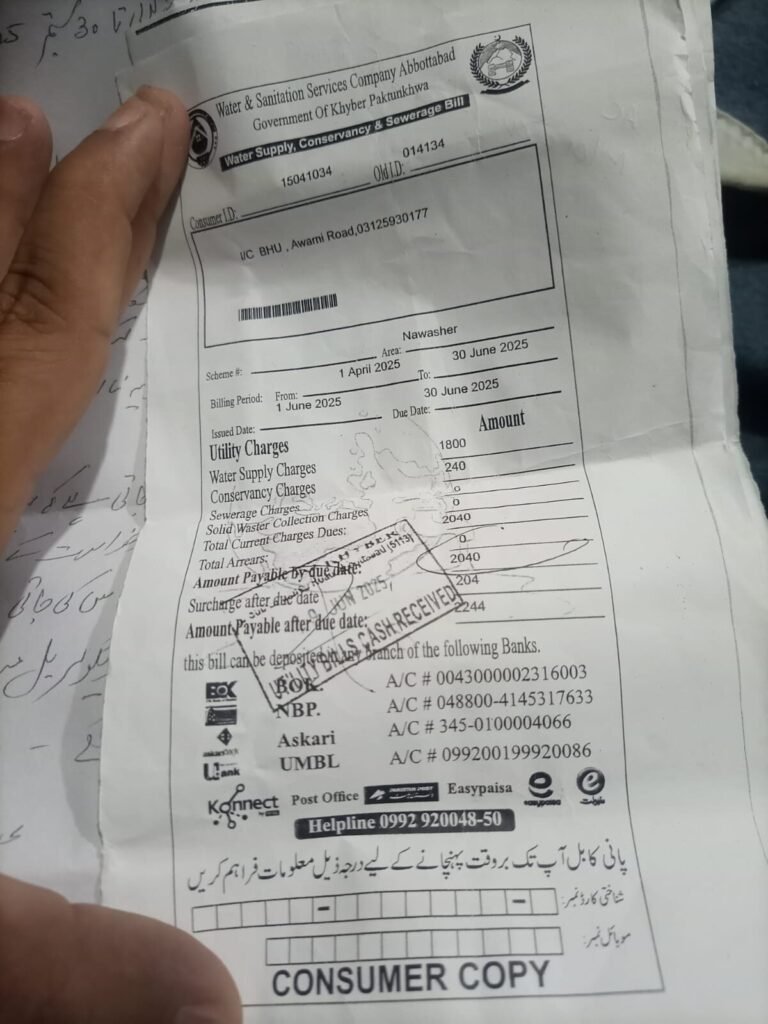 Water & Sanitation Services Company Abbottabad
Government Of Khyber Paktunkhwa
Water Supply, Conservancy & Sewerage Bill
Consumer I.D: 15041034 Old I.D: 014134
I/C BHU , Awami Road,03125930177
Scheme #: Area: Nawasher
Billing Period: From: 1 April 2025 To: 30 June 2025
Issued Date: 1 June 2025 Due Date: 30 June 2025
Utility Charges Amount
Water Supply Charges 1800
Conservancy Charges 240
Sewerage Charges 0
Solid Waster Collection Charges 0
Total Current Charges Dues: 2040
Total Arrears: 0
Amount Payable by due date: 2040
Surcharge after due date 204
Amount Payable after due date: 2244
JUN 2025
UTILITY BILLS CASH RECEIVED
this bill can be deposited in any branch of the following Banks.
BOK. A/C # 0043000002316003
NBP. A/C # 048800-4145317633
Askari A/C # 345-0100004066
UMBL A/C # 099200199920086
Konnect Post Office Easypaisa easypaisa
Helpline 0992 920048-50
پانی کا بل آپ تک بروقت پہنچانے کے لیے درجہ ذیل معلومات فراہم کریں
شناختی کارڈ نمبر:
موبائل نمبر:
CONSUMER COPY